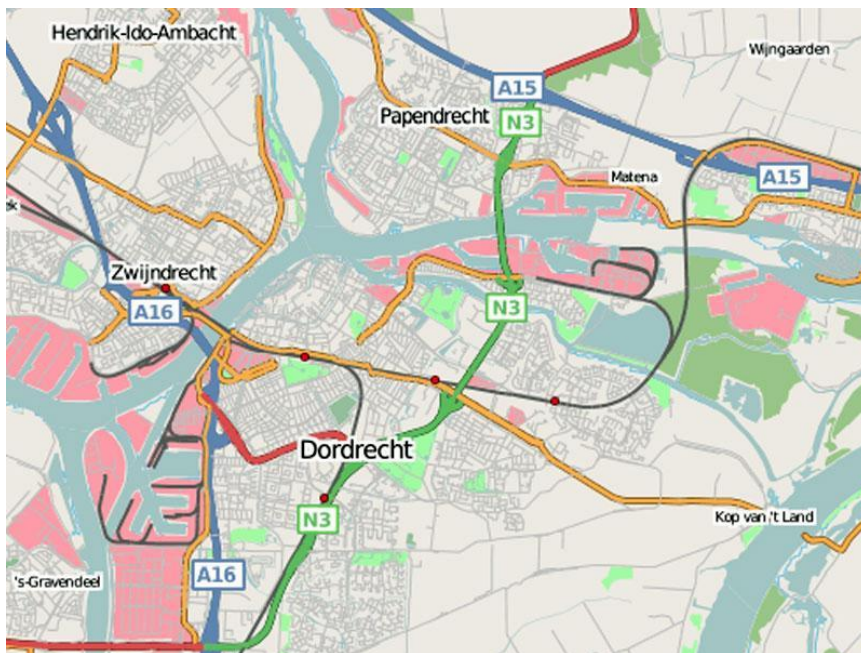 Hendrik-Ido-Ambacht
Wijngaarden
A15
Papendrecht
N3
Matena
A15
Zwijndrecht
A16
N3
Dordrecht
N3
Kop van 't Land
's-Gravendeel
A16